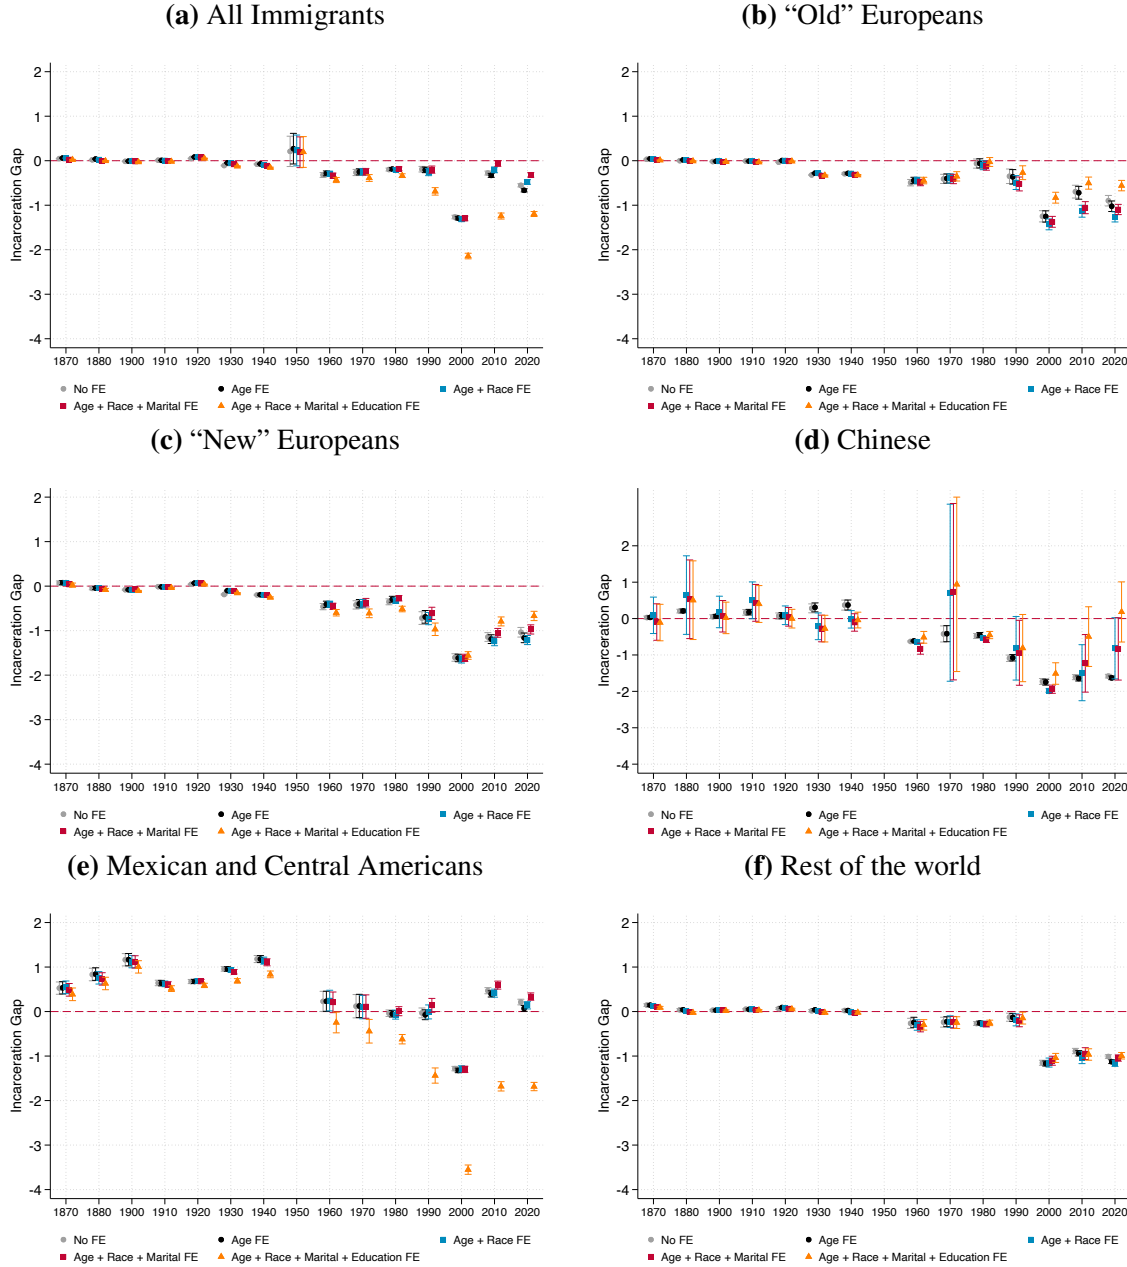 (a) All Immigrants
Incarceration Gap
2
1
0
-1
-2
-3
-4
1870 1880 1900 1910 1920 1930 1940 1950 1960 1970 1980 1990 2000 2010 2020
No FE Age FE Age + Race FE
Age + Race + Marital FE Age + Race + Marital + Education FE
(b) “Old” Europeans
Incarceration Gap
2
1
0
-1
-2
-3
-4
1870 1880 1900 1910 1920 1930 1940 1960 1970 1980 1990 2000 2010 2020
No FE Age FE Age + Race FE
Age + Race + Marital FE Age + Race + Marital + Education FE
(c) “New” Europeans
Incarceration Gap
2
1
0
-1
-2
-3
-4
1870 1880 1900 1910 1920 1930 1940 1960 1970 1980 1990 2000 2010 2020
No FE Age FE Age + Race FE
Age + Race + Marital FE Age + Race + Marital + Education FE
(d) Chinese
Incarceration Gap
2
1
0
-1
-2
-3
-4
1870 1880 1900 1910 1920 1930 1940 1960 1970 1980 1990 2000 2010 2020
No FE Age FE Age + Race FE
Age + Race + Marital FE Age + Race + Marital + Education FE
(e) Mexican and Central Americans
Incarceration Gap
2
1
0
-1
-2
-3
-4
1870 1880 1900 1910 1920 1930 1940 1960 1970 1980 1990 2000 2010 2020
No FE Age FE Age + Race FE
Age + Race + Marital FE Age + Race + Marital + Education FE
(f) Rest of the world
Incarceration Gap
2
1
0
-1
-2
-3
-4
1870 1880 1900 1910 1920 1930 1940 1960 1970 1980 1990 2000 2010 2020
No FE Age FE Age + Race FE
Age + Race + Marital FE Age + Race + Marital + Education FE